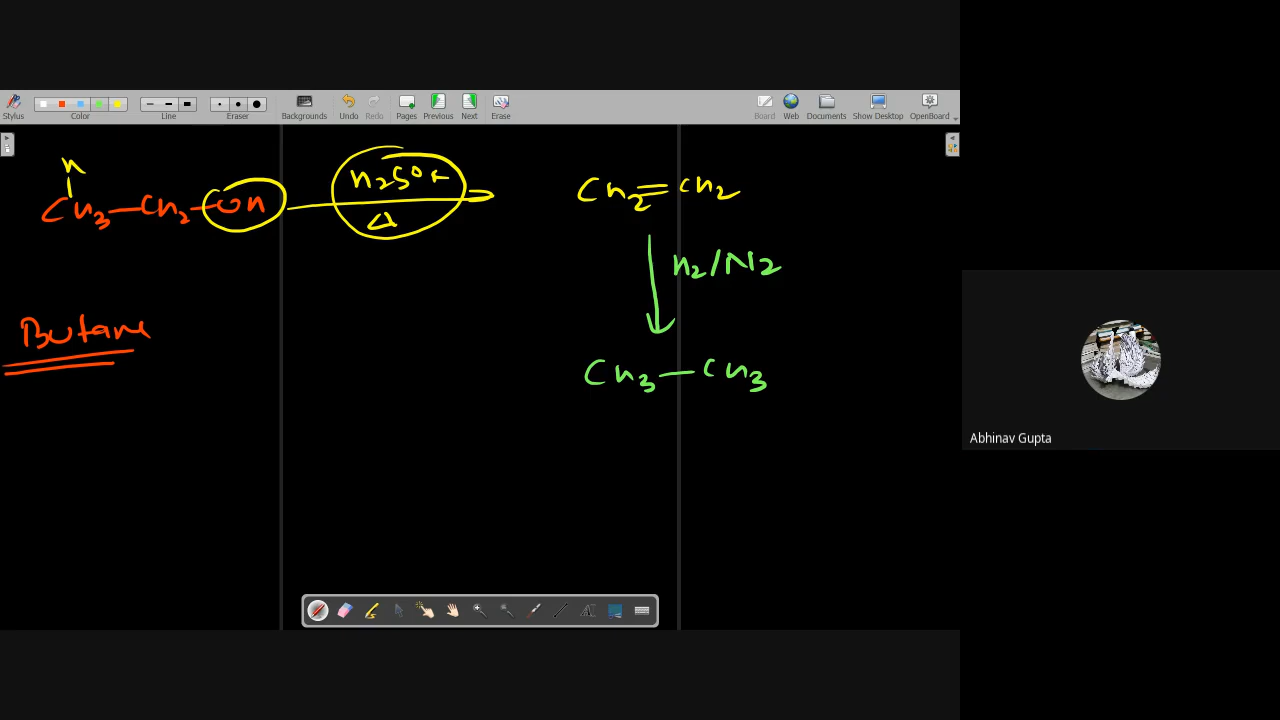 Stylus Color Line Eraser Backgrounds Undo Redo Pages Previous Next Erase Board Web Documents Show Desktop OpenBoard
H
CH3—CH2—OH H2SO4 CH2=CH2
Δ
H2/N2
Butane
CH3—CH3
Abhinav Gupta